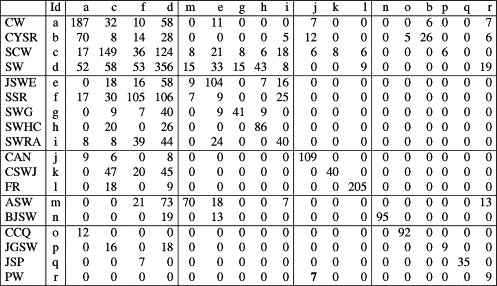 Id a c f d m e g h i j k l n o b p q r
CW a 187 32 10 58 0 11 0 0 0 7 0 0 0 0 6 0 0 7
CYSR b 70 8 14 28 0 0 0 0 5 12 0 0 0 5 26 0 0 6
SCW c 17 149 36 124 8 21 8 6 18 6 8 6 0 0 0 0 0 0
SW d 52 58 53 356 15 33 15 43 8 0 0 9 0 0 0 0 0 19
JSWE e 0 18 16 58 9 104 0 7 16 0 0 0 0 0 0 0 0 0
SSR f 17 30 105 106 7 9 0 0 25 0 0 0 0 0 0 0 0 0
SWG g 0 9 7 40 0 9 41 9 0 0 0 0 0 0 0 0 0 0
SWHC h 0 20 0 26 0 0 0 86 0 0 0 0 0 0 0 0 0 0
SWRA i 8 8 39 44 0 24 0 0 40 0 0 0 0 0 0 0 0 0
CAN j 9 6 0 8 0 0 0 0 0 109 0 0 0 0 0 0 0 0
CSWJ k 0 47 20 45 0 0 0 0 0 0 40 0 0 0 0 0 0 0
FR l 0 18 0 9 0 0 0 0 0 0 0 205 0 0 0 0 0 0
ASW m 0 0 21 73 70 18 0 0 7 0 0 0 0 0 0 0 0 13
BJSW n 0 0 0 19 0 13 0 0 0 0 0 0 95 0 0 0 0 0
CCQ o 12 0 0 0 0 0 0 0 0 0 0 0 0 92 0 0 0 0
JGSW p 0 16 0 18 0 0 0 0 0 0 0 0 0 0 0 9 0 0
JSP q 0 0 7 0 0 0 0 0 0 0 0 0 0 0 0 0 35 0
PW r 0 0 0 0 0 0 0 0 0 7 0 0 0 0 0 0 0 9